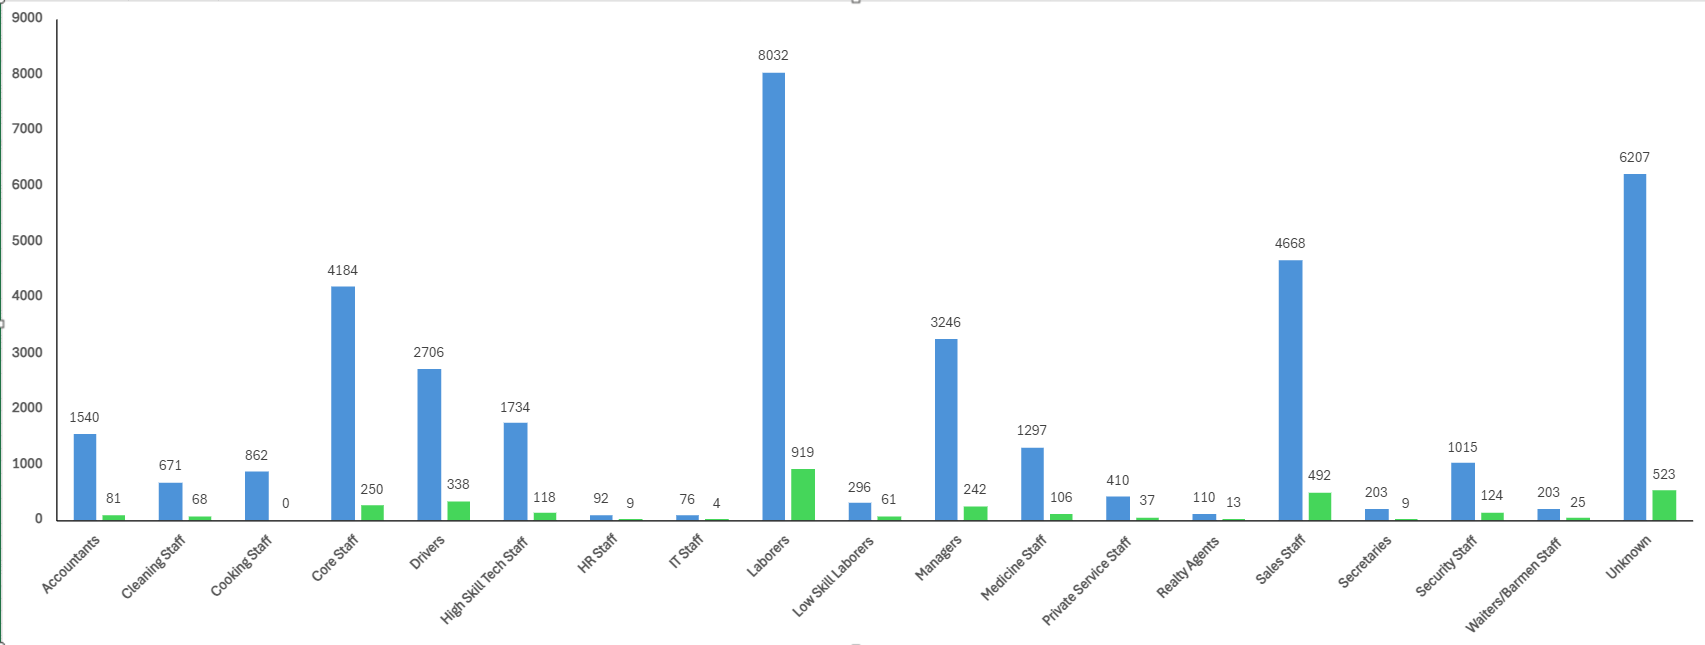 9000
8000
7000
6000
5000
4000
3000
2000
1000
0
1540
81
671
68
862
0
4184
250
2706
338
1734
118
92
9
76
4
8032
919
296
61
3246
242
1297
106
410
37
110
13
4668
492
203
9
1015
124
203
25
6207
523
Accountants
Cleaning Staff
Cooking Staff
Core Staff
Drivers
High Skill Tech Staff
HR Staff
IT Staff
Laborers
Low Skill Laborers
Managers
Medicine Staff
Private Service Staff
Realty Agents
Sales Staff
Secretaries
Security Staff
Waiters/Barmen Staff
Unknown